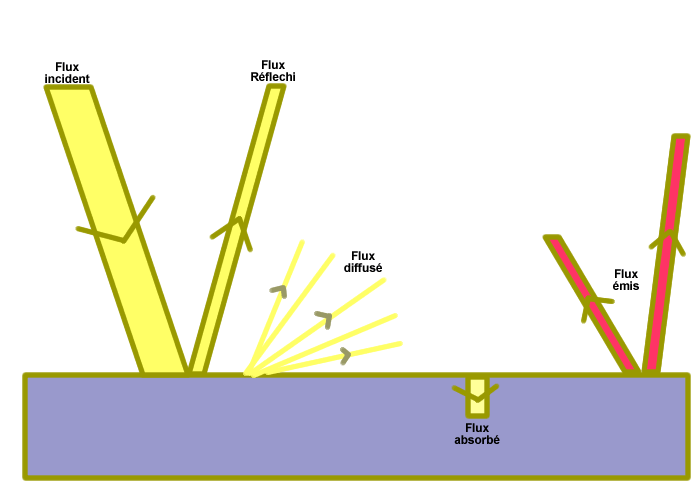 Flux
incident
Flux
Réflechi
Flux
diffusé
Flux
émis
Flux
absorbé